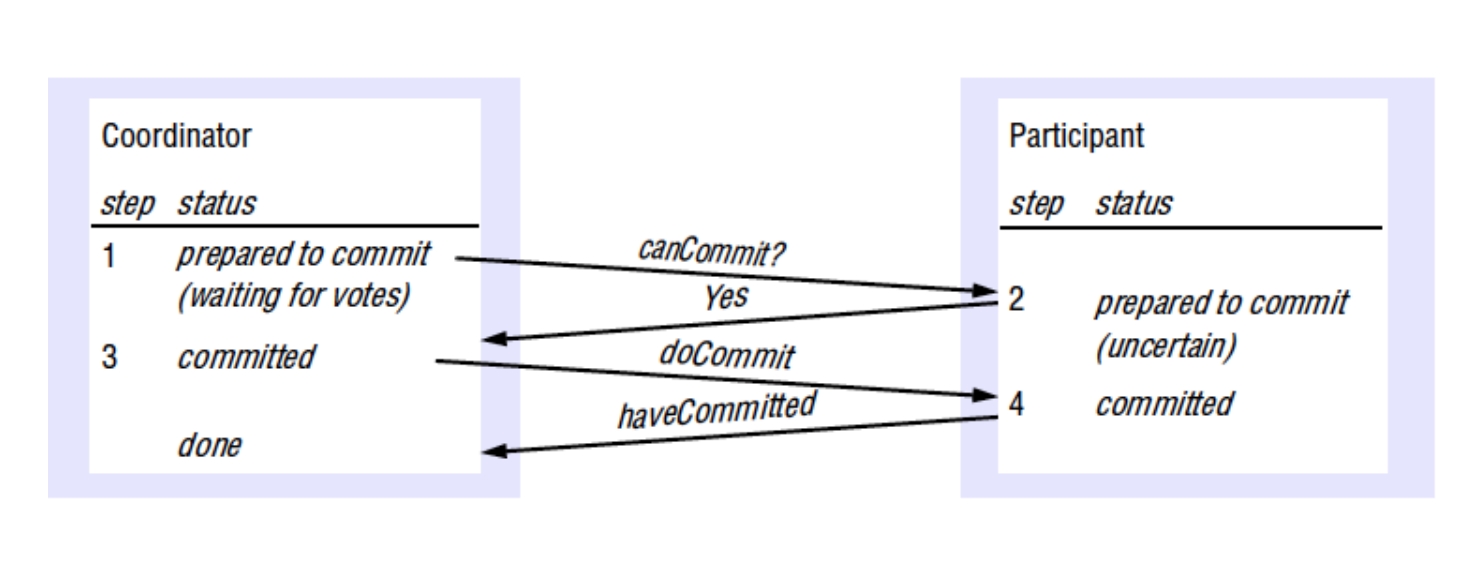 Coordinator
step status
1 prepared to commit
(waiting for votes)
3 committed
done
canCommit?
Yes
doCommit
haveCommitted
Participant
step status
2 prepared to commit
(uncertain)
4 committed